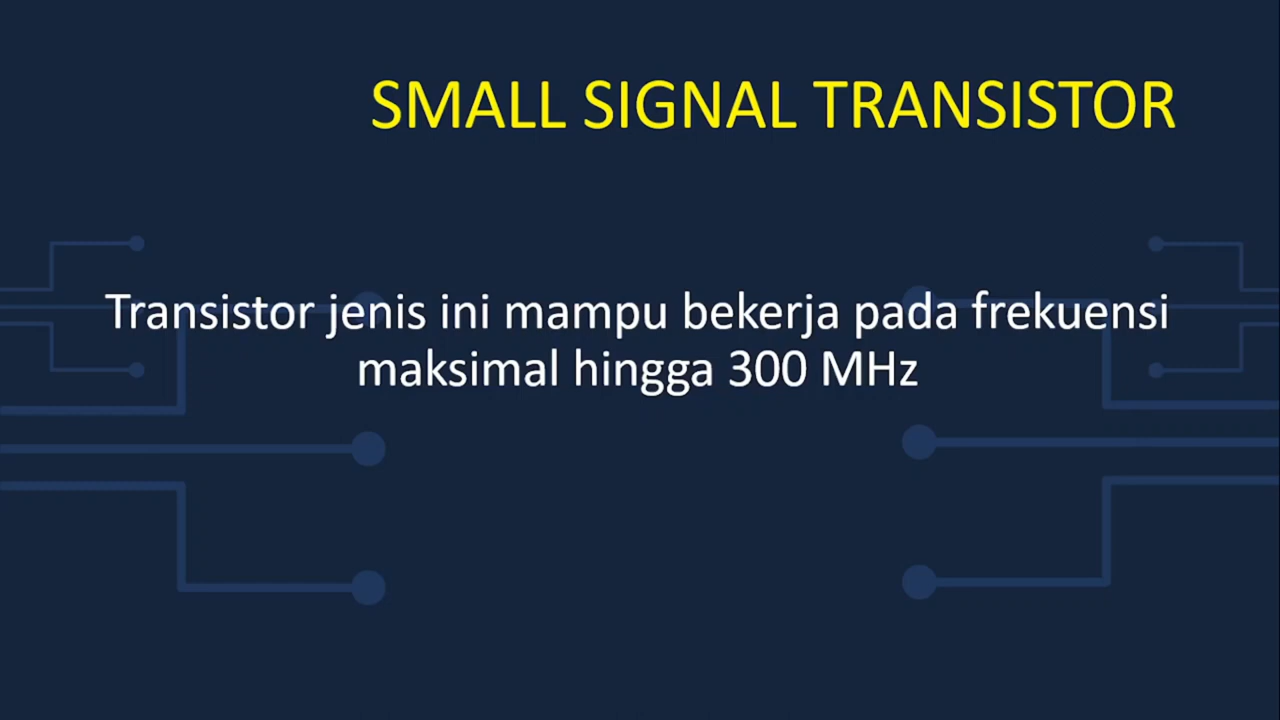 SMALL SIGNAL TRANSISTOR
Transistor jenis ini mampu bekerja pada frekuensi
maksimal hingga 300 MHz